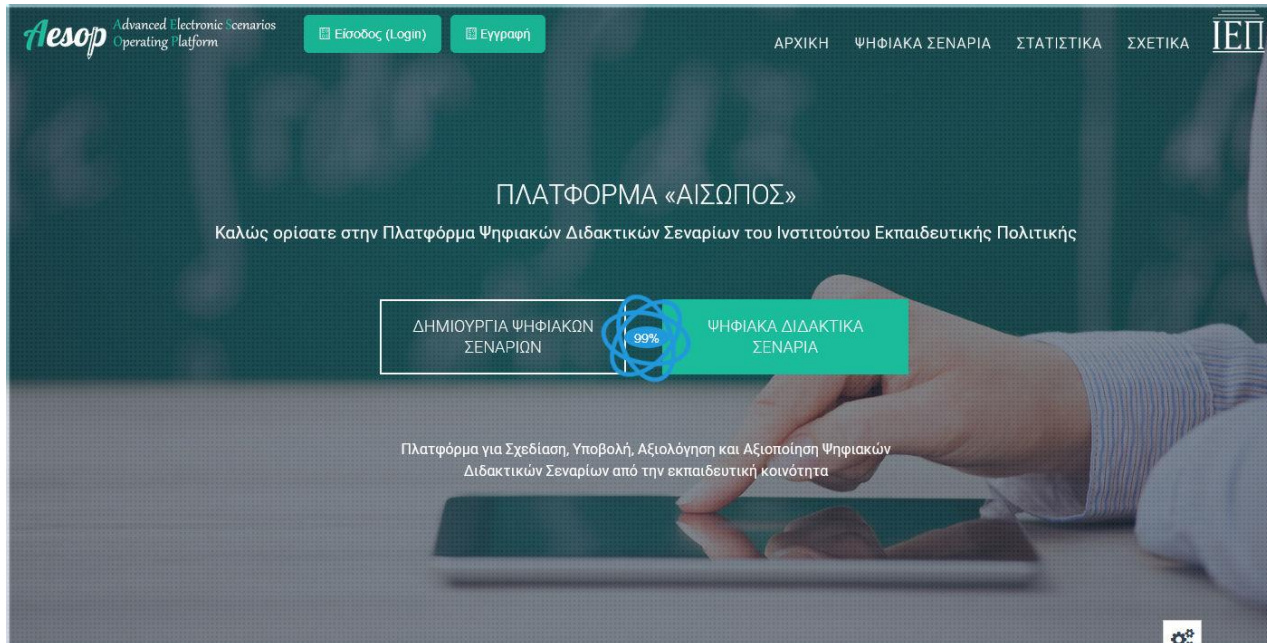 Aesop Advanced Electronic Scenarios
Operating Platform
Είσοδος (Login)
Εγγραφή
ΑΡΧΙΚΗ ΨΗΦΙΑΚΑ ΣΕΝΑΡΙΑ ΣΤΑΤΙΣΤΙΚΑ ΣΧΕΤΙΚΑ
ΙΕΠ
ΠΛΑΤΦΟΡΜΑ «ΑΙΣΩΠΟΣ»
Καλώς ορίσατε στην Πλατφόρμα Ψηφιακών Διδακτικών Σεναρίων του Ινστιτούτου Εκπαιδευτικής Πολιτικής
ΔΗΜΙΟΥΡΓΙΑ ΨΗΦΙΑΚΩΝ
ΣΕΝΑΡΙΩΝ
99%
ΨΗΦΙΑΚΑ ΔΙΔΑΚΤΙΚΑ
ΣΕΝΑΡΙΑ
Πλατφόρμα για Σχεδίαση, Υποβολή, Αξιολόγηση και Αξιοποίηση Ψηφιακών
Διδακτικών Σεναρίων από την εκπαιδευτική κοινότητα